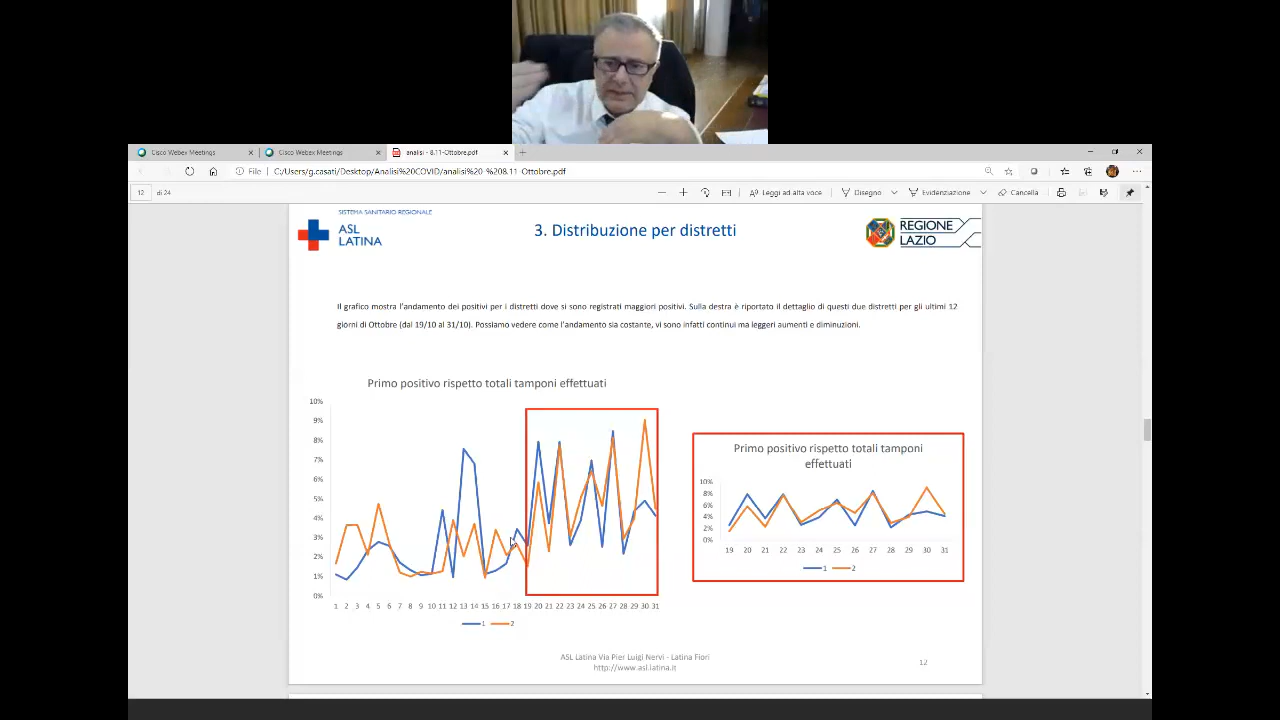 Cisco Webex Meetings
Cisco Webex Meetings
analisi - 8.11-Ottobre.pdf
File
C:/Users/g.casati/Desktop/Analisi%20COVID/analisi%20-%208.11-Ottobre.pdf
12
di 24
Leggi ad alta voce
Disegno
Evidenziazione
Cancella
SISTEMA SANITARIO REGIONALE
ASL
LATINA
3. Distribuzione per distretti
REGIONE
LAZIO
Il grafico mostra l'andamento dei positivi per i distretti dove si sono registrati maggiori positivi. Sulla destra è riportato il dettaglio di questi due distretti per gli ultimi 12
giorni di Ottobre (dal 19/10 al 31/10). Possiamo vedere come l'andamento sia costante, vi sono infatti continui ma leggeri aumenti e diminuzioni.
Primo positivo rispetto totali tamponi effettuati
10%
9%
8%
7%
6%
5%
4%
3%
2%
1%
0%
1 2 3 4 5 6 7 8 9 10 11 12 13 14 15 16 17 18 19 20 21 22 23 24 25 26 27 28 29 30 31
1 2
Primo positivo rispetto totali tamponi
effettuati
10%
8%
6%
4%
2%
0%
19 20 21 22 23 24 25 26 27 28 29 30 31
1 2
ASL Latina Via Pier Luigi Nervi - Latina Fiori
http://www.asl.latina.it
12